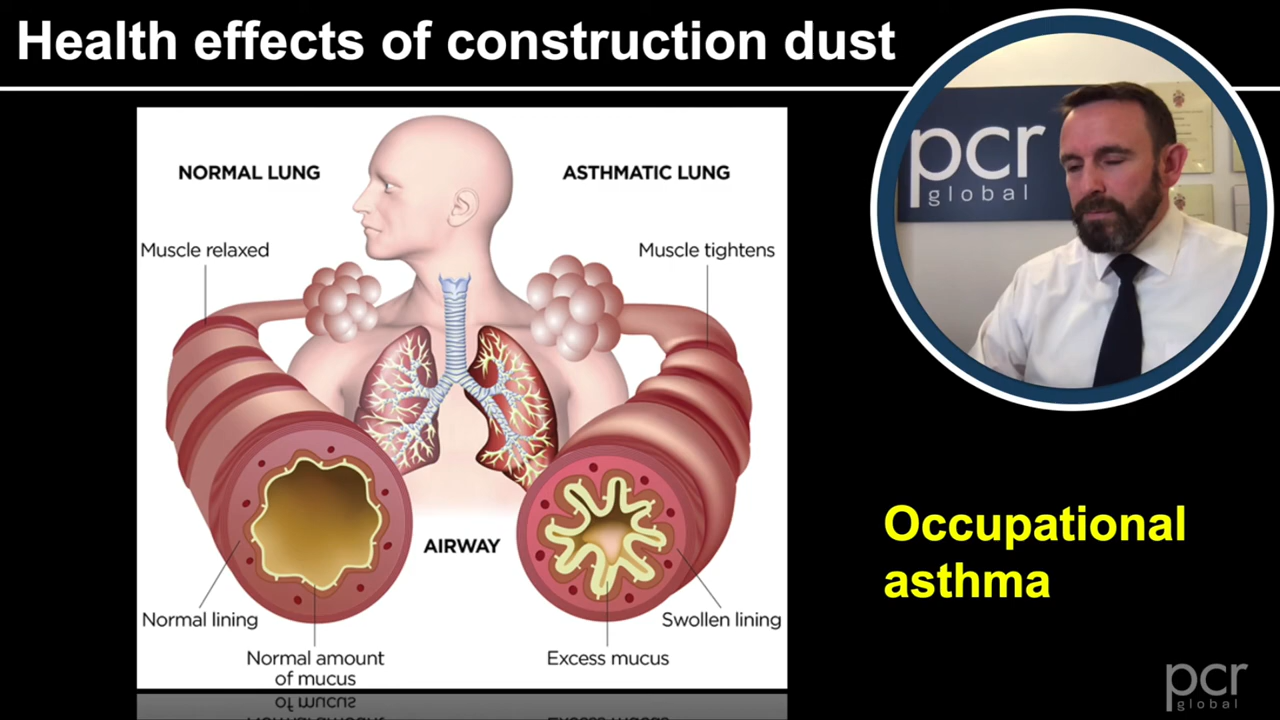 Health effects of construction dust
pcr
global
NORMAL LUNG
ASTHMATIC LUNG
Muscle relaxed
Muscle tightens
AIRWAY
Normal lining
Swollen lining
Normal amount
of mucus
Excess mucus
Occupational
asthma
pcr
global